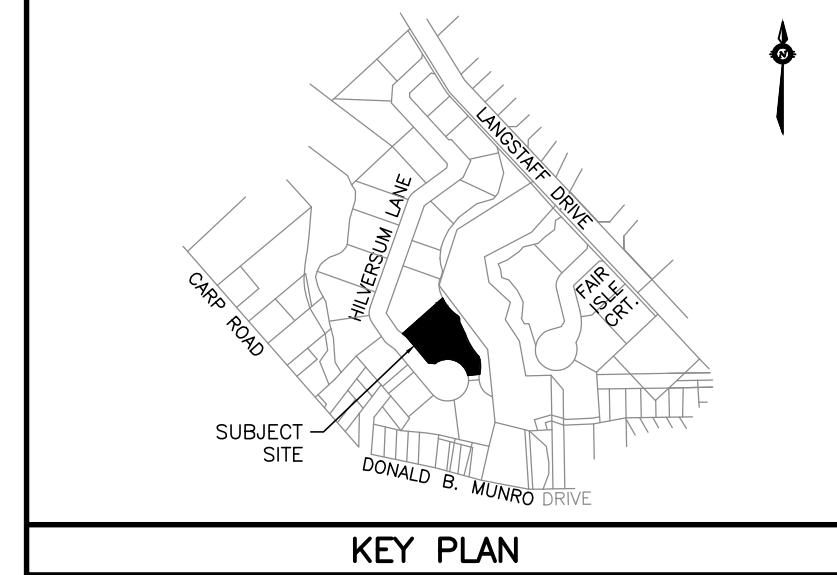 N
LANGSTAFF DRIVE
HILVERSUM LANE
FAIR
ISLE
CRT.
CARP ROAD
SUBJECT
SITE
DONALD B. MUNRO DRIVE
KEY PLAN